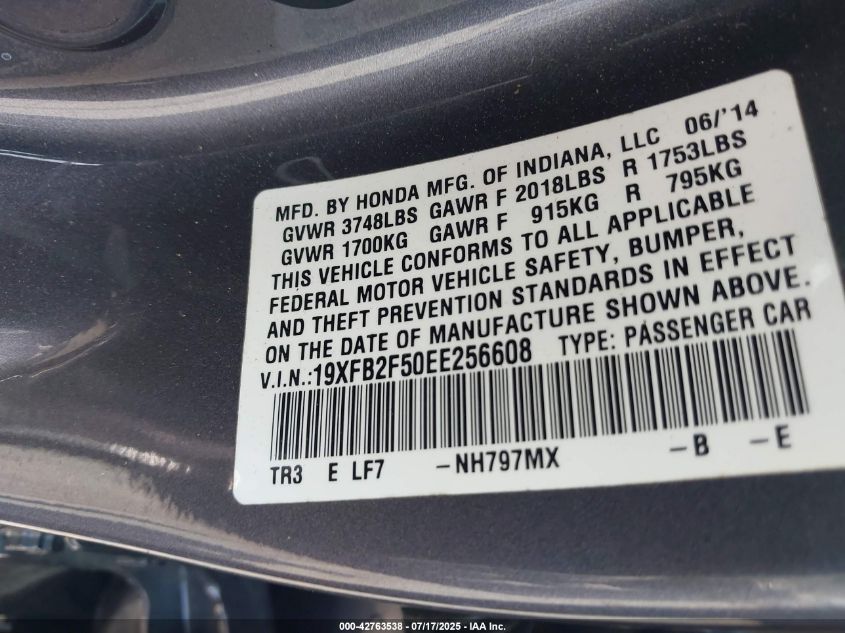 MFD. BY HONDA MFG. OF INDIANA, LLC 06/'14
GVWR 3748LBS GAWR F 2018LBS R 1753LBS
GVWR 1700KG GAWR F 915KG R 795KG
THIS VEHICLE CONFORMS TO ALL APPLICABLE
FEDERAL MOTOR VEHICLE SAFETY, BUMPER,
AND THEFT PREVENTION STANDARDS IN EFFECT
ON THE DATE OF MANUFACTURE SHOWN ABOVE.
V.I.N.:19XFB2F50EE256608 TYPE: PASSENGER CAR
TR3 E LF7 -NH797MX -B -E
000-42763538 - 07/17/2025 - IAA Inc.